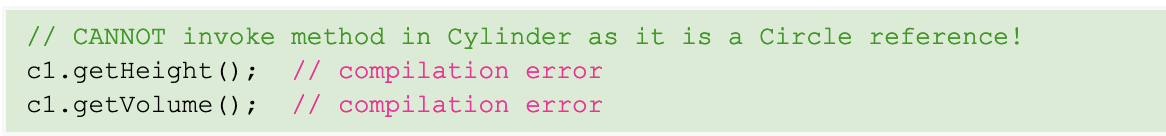 // CANNOT invoke method in Cylinder as it is a Circle reference!
c1.getHeight();  // compilation error
c1.getVolume();  // compilation error